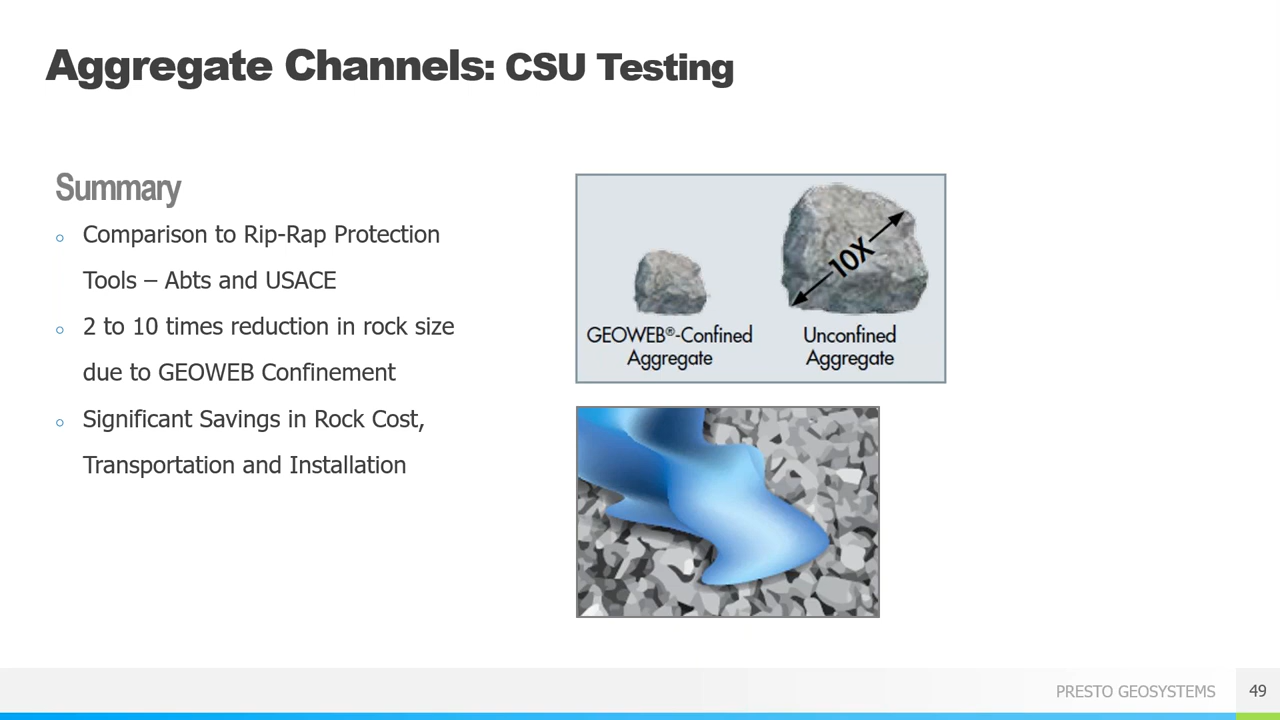 Aggregate Channels: CSU Testing
Summary
Comparison to Rip-Rap Protection
Tools – Abts and USACE
2 to 10 times reduction in rock size
due to GEOWEB Confinement
Significant Savings in Rock Cost,
Transportation and Installation
10X
GEOWEB®-Confined
Aggregate
Unconfined
Aggregate
PRESTO GEOSYSTEMS
49